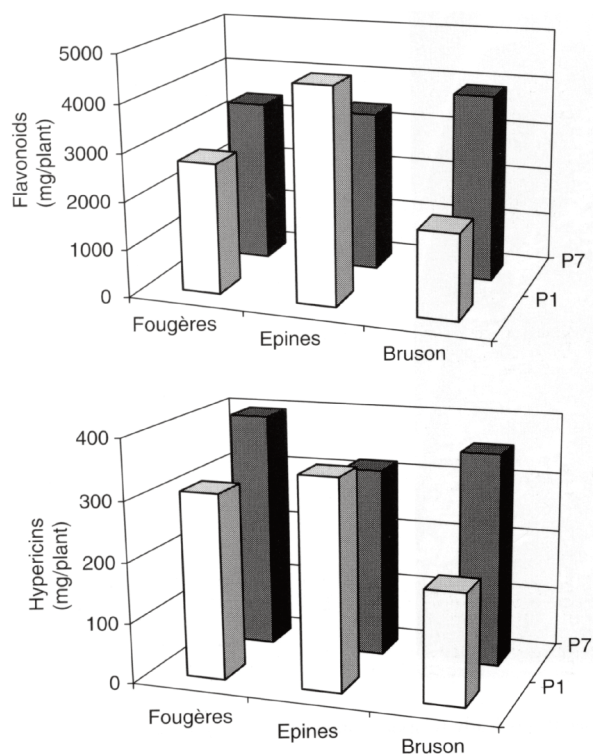 Flavonoids
(mg/plant)
5000
4000
3000
2000
1000
0
Fougères
Epines
Bruson
P1
P7
Hypericins
(mg/plant)
400
300
200
100
0
Fougères
Epines
Bruson
P1
P7